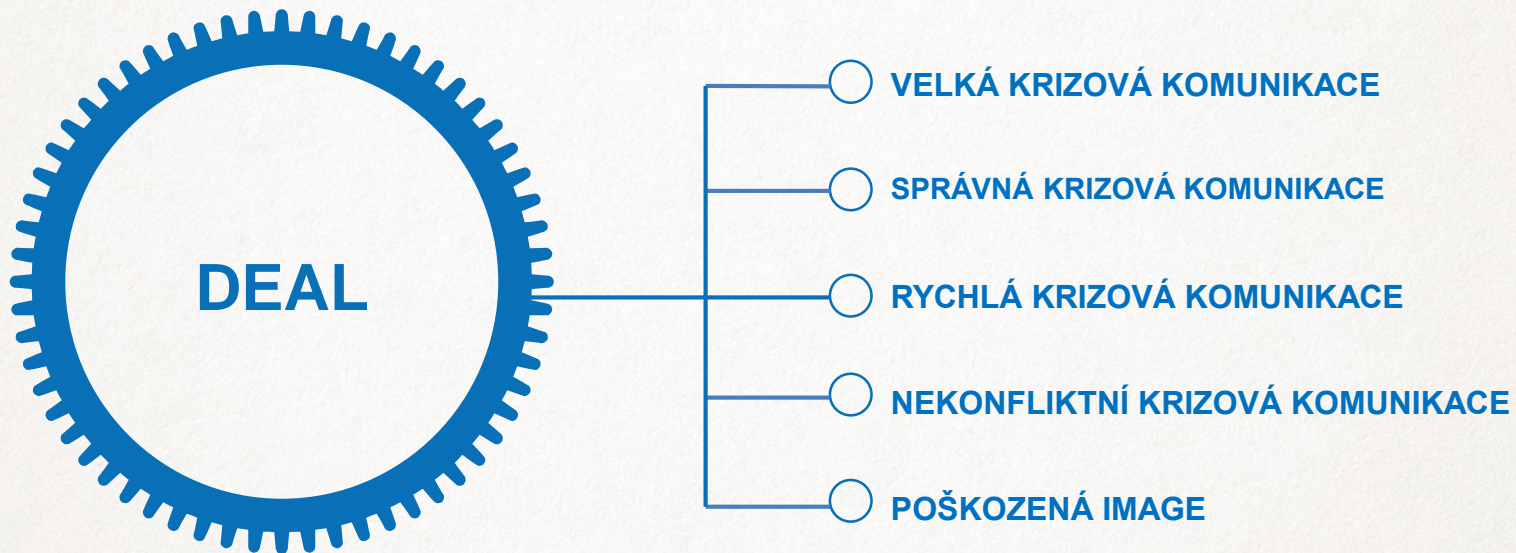 DEAL
VELKÁ KRIZOVÁ KOMUNIKACE
SPRÁVNÁ KRIZOVÁ KOMUNIKACE
RYCHLÁ KRIZOVÁ KOMUNIKACE
NEKONFLIKTNÍ KRIZOVÁ KOMUNIKACE
POŠKOZENÁ IMAGE